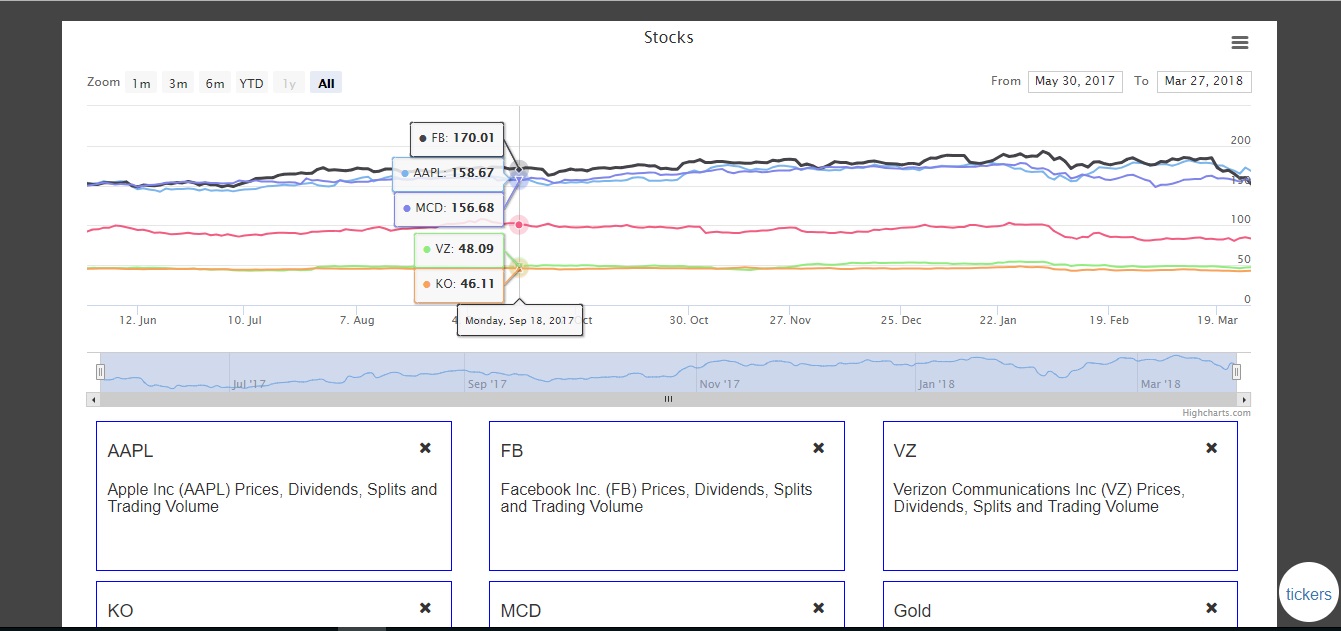 Stocks
Zoom 1m 3m 6m YTD 1y All From May 30, 2017 To Mar 27, 2018
200
FB: 170.01
AAPL: 158.67
MCD: 156.68
100
VZ: 48.09
50
KO: 46.11
0
12. Jun 10. Jul 7. Aug 30. Oct 27. Nov 25. Dec 22. Jan 19. Feb 19. Mar
Monday, Sep 18, 2017
Jul '17 Sep '17 Nov '17 Jan '18 Mar '18
Highcharts.com
AAPL ✖ FB ✖ VZ ✖
Apple Inc (AAPL) Prices, Dividends, Splits and
Trading Volume
Facebook Inc. (FB) Prices, Dividends, Splits
and Trading Volume
Verizon Communications Inc (VZ) Prices,
Dividends, Splits and Trading Volume
KO ✖ MCD ✖ Gold ✖
tickers